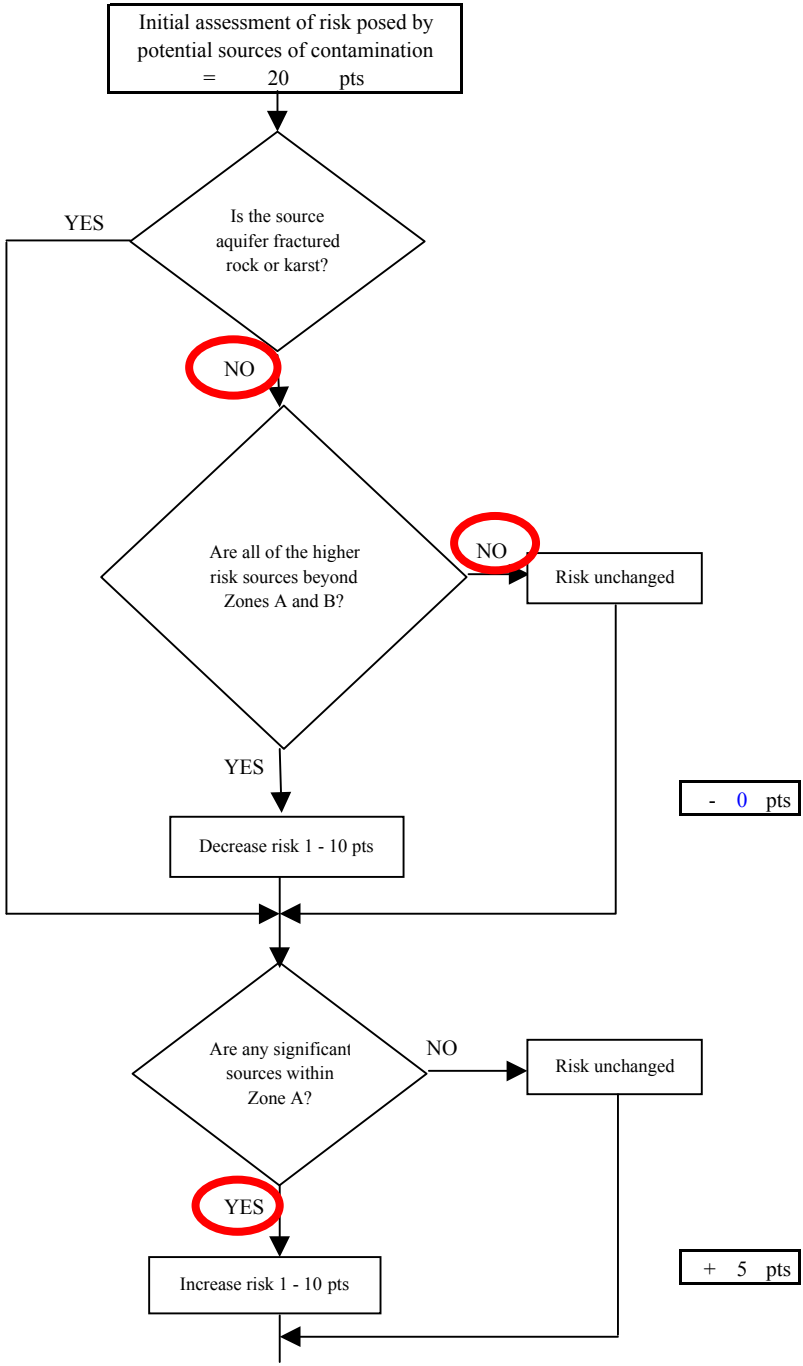 Initial assessment of risk posed by
potential sources of contamination
= 20 pts
YES
Is the source
aquifer fractured
rock or karst?
NO
Are all of the higher
risk sources beyond
Zones A and B?
NO
Risk unchanged
YES
- 0 pts
Decrease risk 1 - 10 pts
Are any significant
sources within
Zone A?
NO
Risk unchanged
YES
+ 5 pts
Increase risk 1 - 10 pts